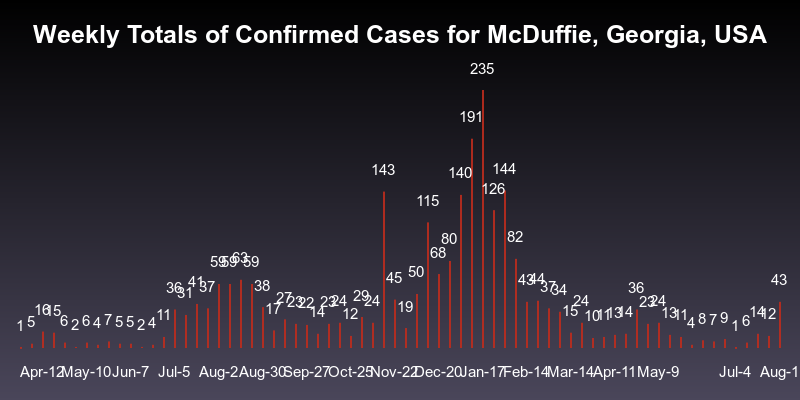 Weekly Totals of Confirmed Cases for McDuffie, Georgia, USA
1 5 16 15 6 2 6 4 7 5 5 2 4 11 36 31 41 37 59 59 63 59 38 17 27 23 22 14 23 24 12 29 24 143 45 19 50 115 68 80 140 191 235 126 144 82 43 44 37 34 15 24 10 11 13 14 36 23 24 13 11 4 8 7 9 1 6 14 12 43
Apr-12 May-10 Jun-7 Jul-5 Aug-2 Aug-30 Sep-27 Oct-25 Nov-22 Dec-20 Jan-17 Feb-14 Mar-14 Apr-11 May-9 Jul-4 Aug-1